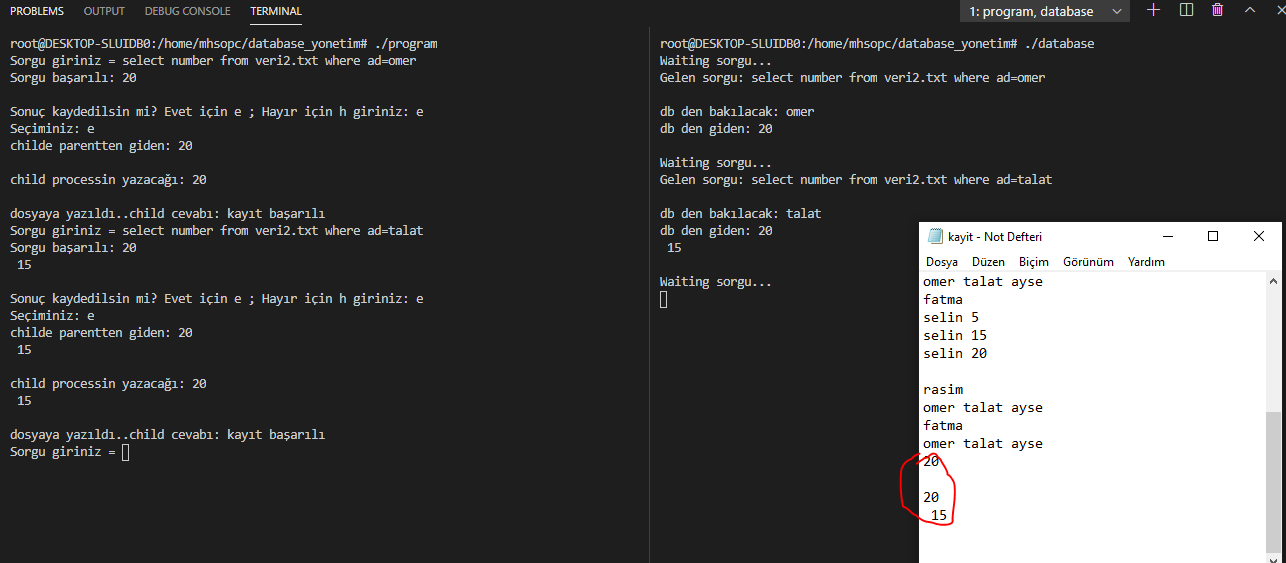 PROBLEMS OUTPUT DEBUG CONSOLE TERMINAL 1: program, database
root@DESKTOP-SLUIDB0:/home/mhsopc/database_yonetim# ./program
Sorgu giriniz = select number from veri2.txt where ad=omer
Sorgu başarılı: 20
Sonuç kaydedilsin mi? Evet için e ; Hayır için h giriniz: e
Seçiminiz: e
childe parentten giden: 20
child processin yazacağı: 20
dosyaya yazıldı..child cevabı: kayıt başarılı
Sorgu giriniz = select number from veri2.txt where ad=talat
Sorgu başarılı: 20
15
Sonuç kaydedilsin mi? Evet için e ; Hayır için h giriniz: e
Seçiminiz: e
childe parentten giden: 20
15
child processin yazacağı: 20
15
dosyaya yazıldı..child cevabı: kayıt başarılı
Sorgu giriniz =
root@DESKTOP-SLUIDB0:/home/mhsopc/database_yonetim# ./database
Waiting sorgu...
Gelen sorgu: select number from veri2.txt where ad=omer
db den bakılacak: omer
db den giden: 20
Waiting sorgu...
Gelen sorgu: select number from veri2.txt where ad=talat
db den bakılacak: talat
db den giden: 20
15
Waiting sorgu...
kayit - Not Defteri
Dosya Düzen Biçim Görünüm Yardım
omer talat ayse
fatma
selin 5
selin 15
selin 20
rasim
omer talat ayse
fatma
omer talat ayse
20
20
15